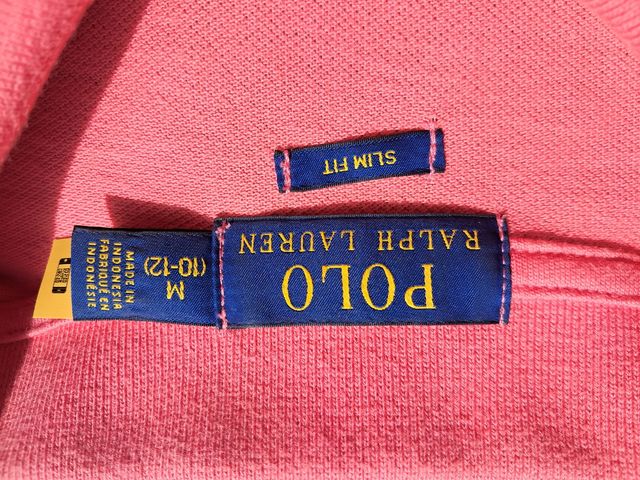 POLO
RALPH LAUREN
SLIM FIT
M
(10-12)
MADE IN
INDONESIA
FABRIQUÉ EN
INDONÉSIE